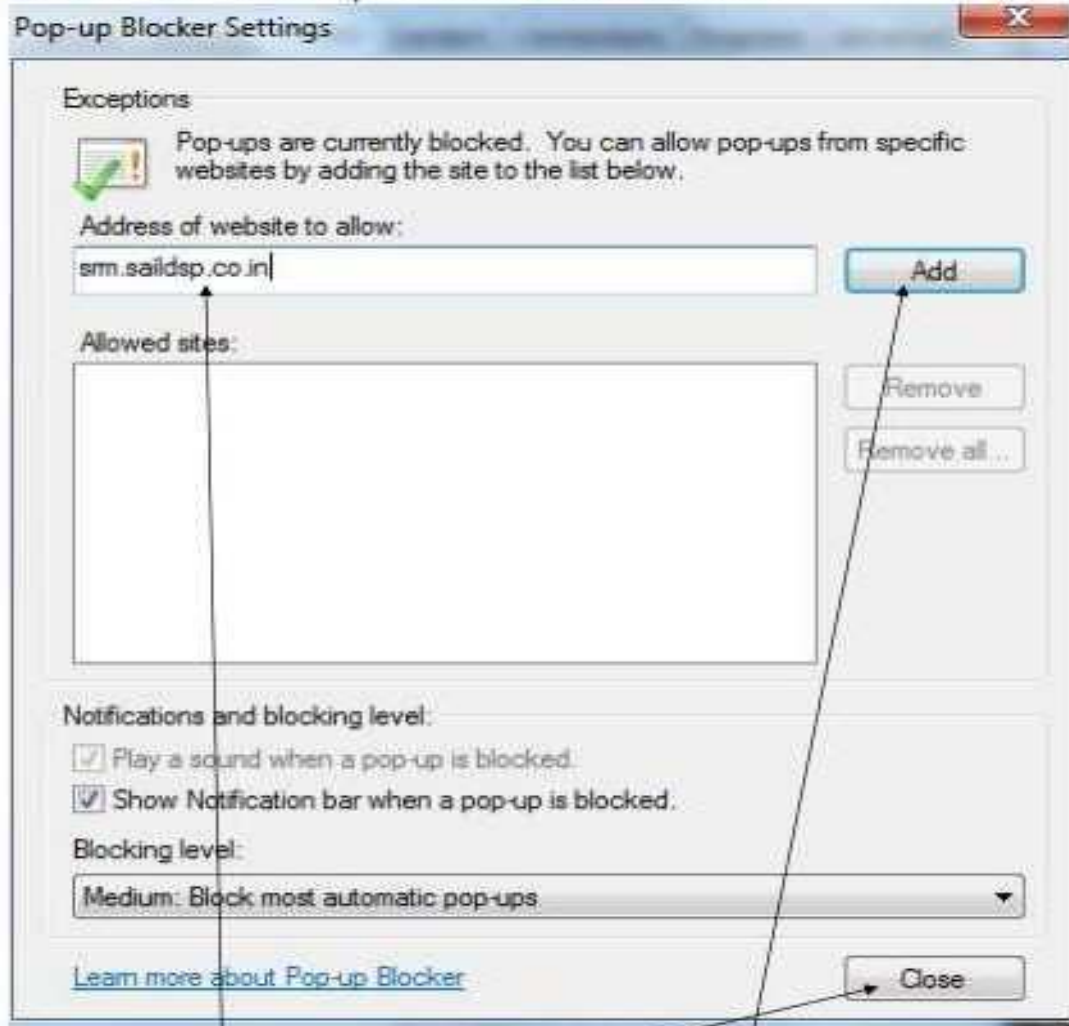 Pop-up Blocker Settings
Exceptions
Pop-ups are currently blocked. You can allow pop-ups from specific
websites by adding the site to the list below.
Address of website to allow:
srm.saildsp.co.in
Add
Allowed sites:
Remove
Remove all ...
Notifications and blocking level:
Play a sound when a pop-up is blocked.
Show Notification bar when a pop-up is blocked.
Blocking level:
Medium: Block most automatic pop-ups
Learn more about Pop-up Blocker
Close